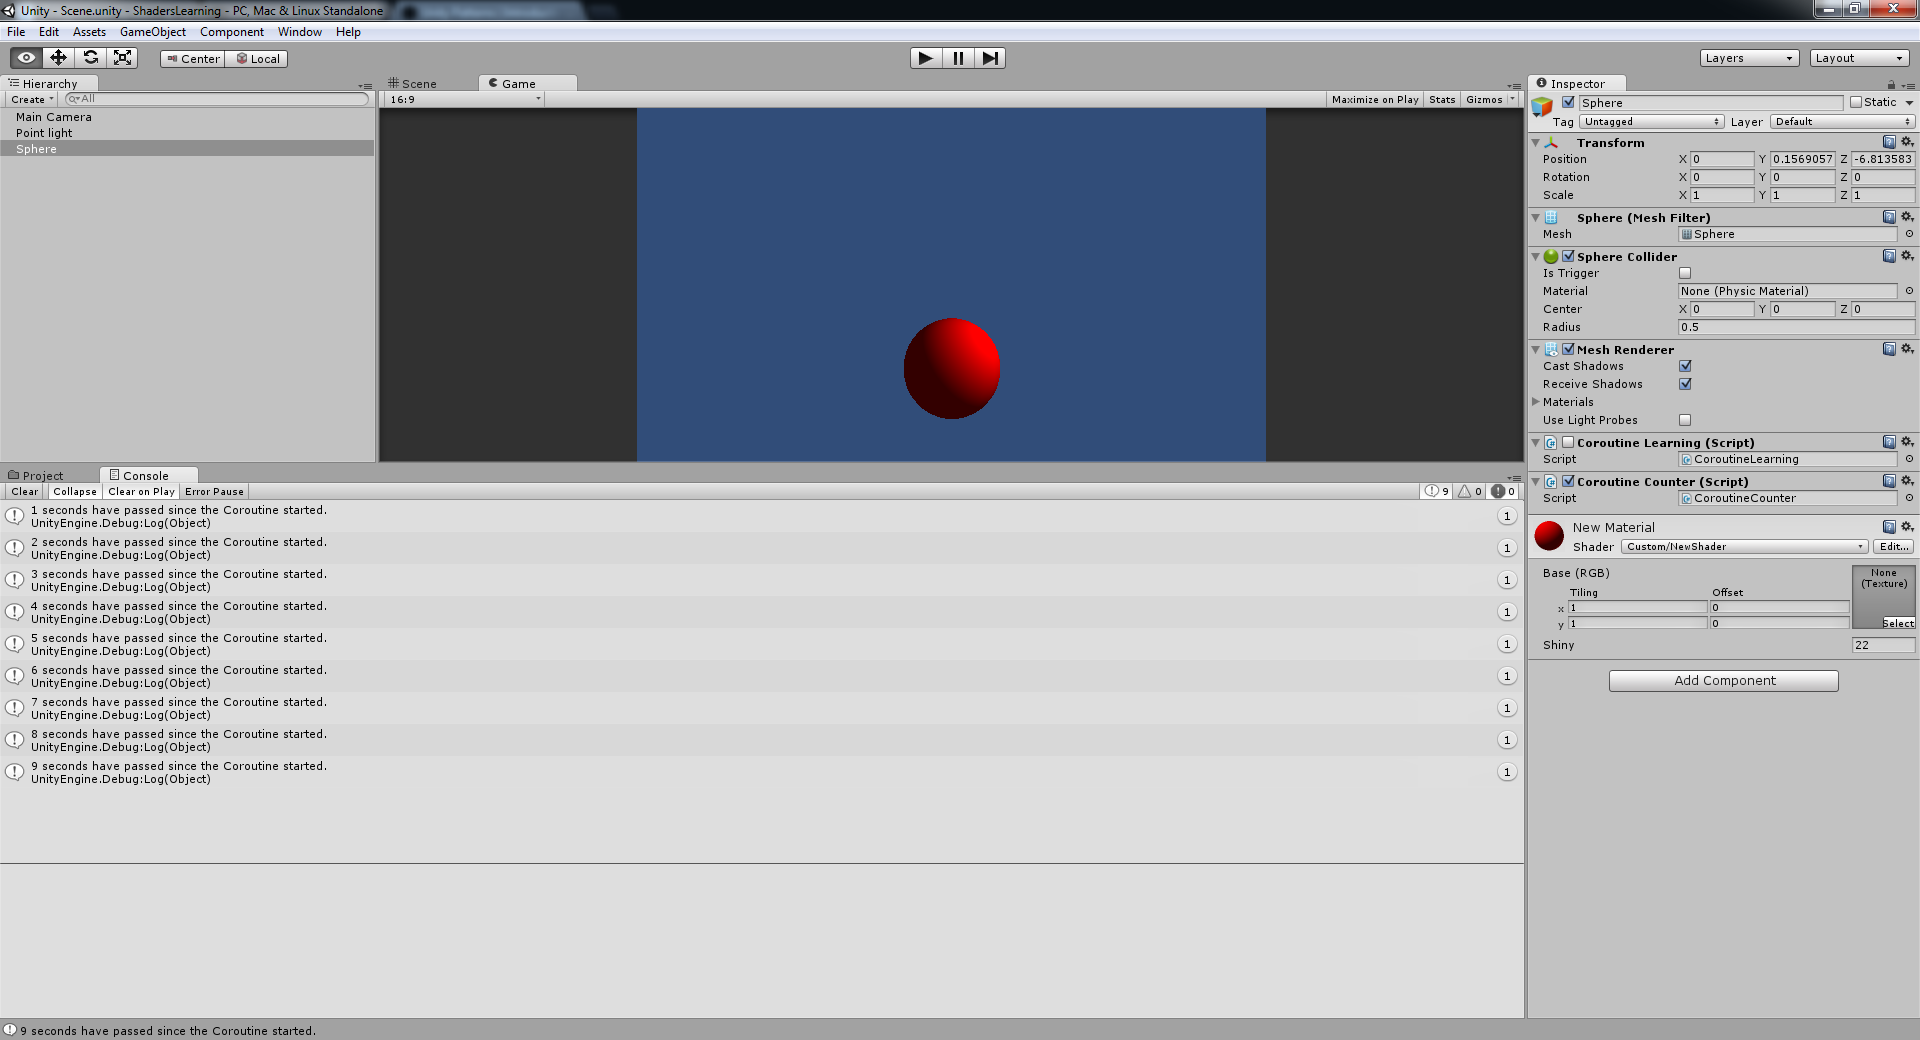 Unity - Scene.unity - ShadersLearning - PC, Mac & Linux Standalone
File Edit Assets GameObject Component Window Help
Center Local Layers Layout
Hierarchy
Create All
Main Camera
Point light
Sphere
Scene Game
16:9 Maximize on Play Stats Gizmos
Project Console
Clear Collapse Clear on Play Error Pause 9 0 0
1 seconds have passed since the Coroutine started.
UnityEngine.Debug:Log(Object) 1
2 seconds have passed since the Coroutine started.
UnityEngine.Debug:Log(Object) 1
3 seconds have passed since the Coroutine started.
UnityEngine.Debug:Log(Object) 1
4 seconds have passed since the Coroutine started.
UnityEngine.Debug:Log(Object) 1
5 seconds have passed since the Coroutine started.
UnityEngine.Debug:Log(Object) 1
6 seconds have passed since the Coroutine started.
UnityEngine.Debug:Log(Object) 1
7 seconds have passed since the Coroutine started.
UnityEngine.Debug:Log(Object) 1
8 seconds have passed since the Coroutine started.
UnityEngine.Debug:Log(Object) 1
9 seconds have passed since the Coroutine started.
UnityEngine.Debug:Log(Object) 1
9 seconds have passed since the Coroutine started.
Inspector
Sphere Static
Tag Untagged Layer Default
Transform
Position X 0 Y 0.1569057 Z -6.813583
Rotation X 0 Y 0 Z 0
Scale X 1 Y 1 Z 1
Sphere (Mesh Filter)
Mesh Sphere
Sphere Collider
Is Trigger
Material None (Physic Material)
Center X 0 Y 0 Z 0
Radius 0.5
Mesh Renderer
Cast Shadows
Receive Shadows
Materials
Use Light Probes
Coroutine Learning (Script)
Script CoroutineLearning
Coroutine Counter (Script)
Script CoroutineCounter
New Material
Shader Custom/NewShader Edit...
Base (RGB) None
(Texture)
Tiling Offset
x 1 0
y 1 0 Select
Shiny 22
Add Component